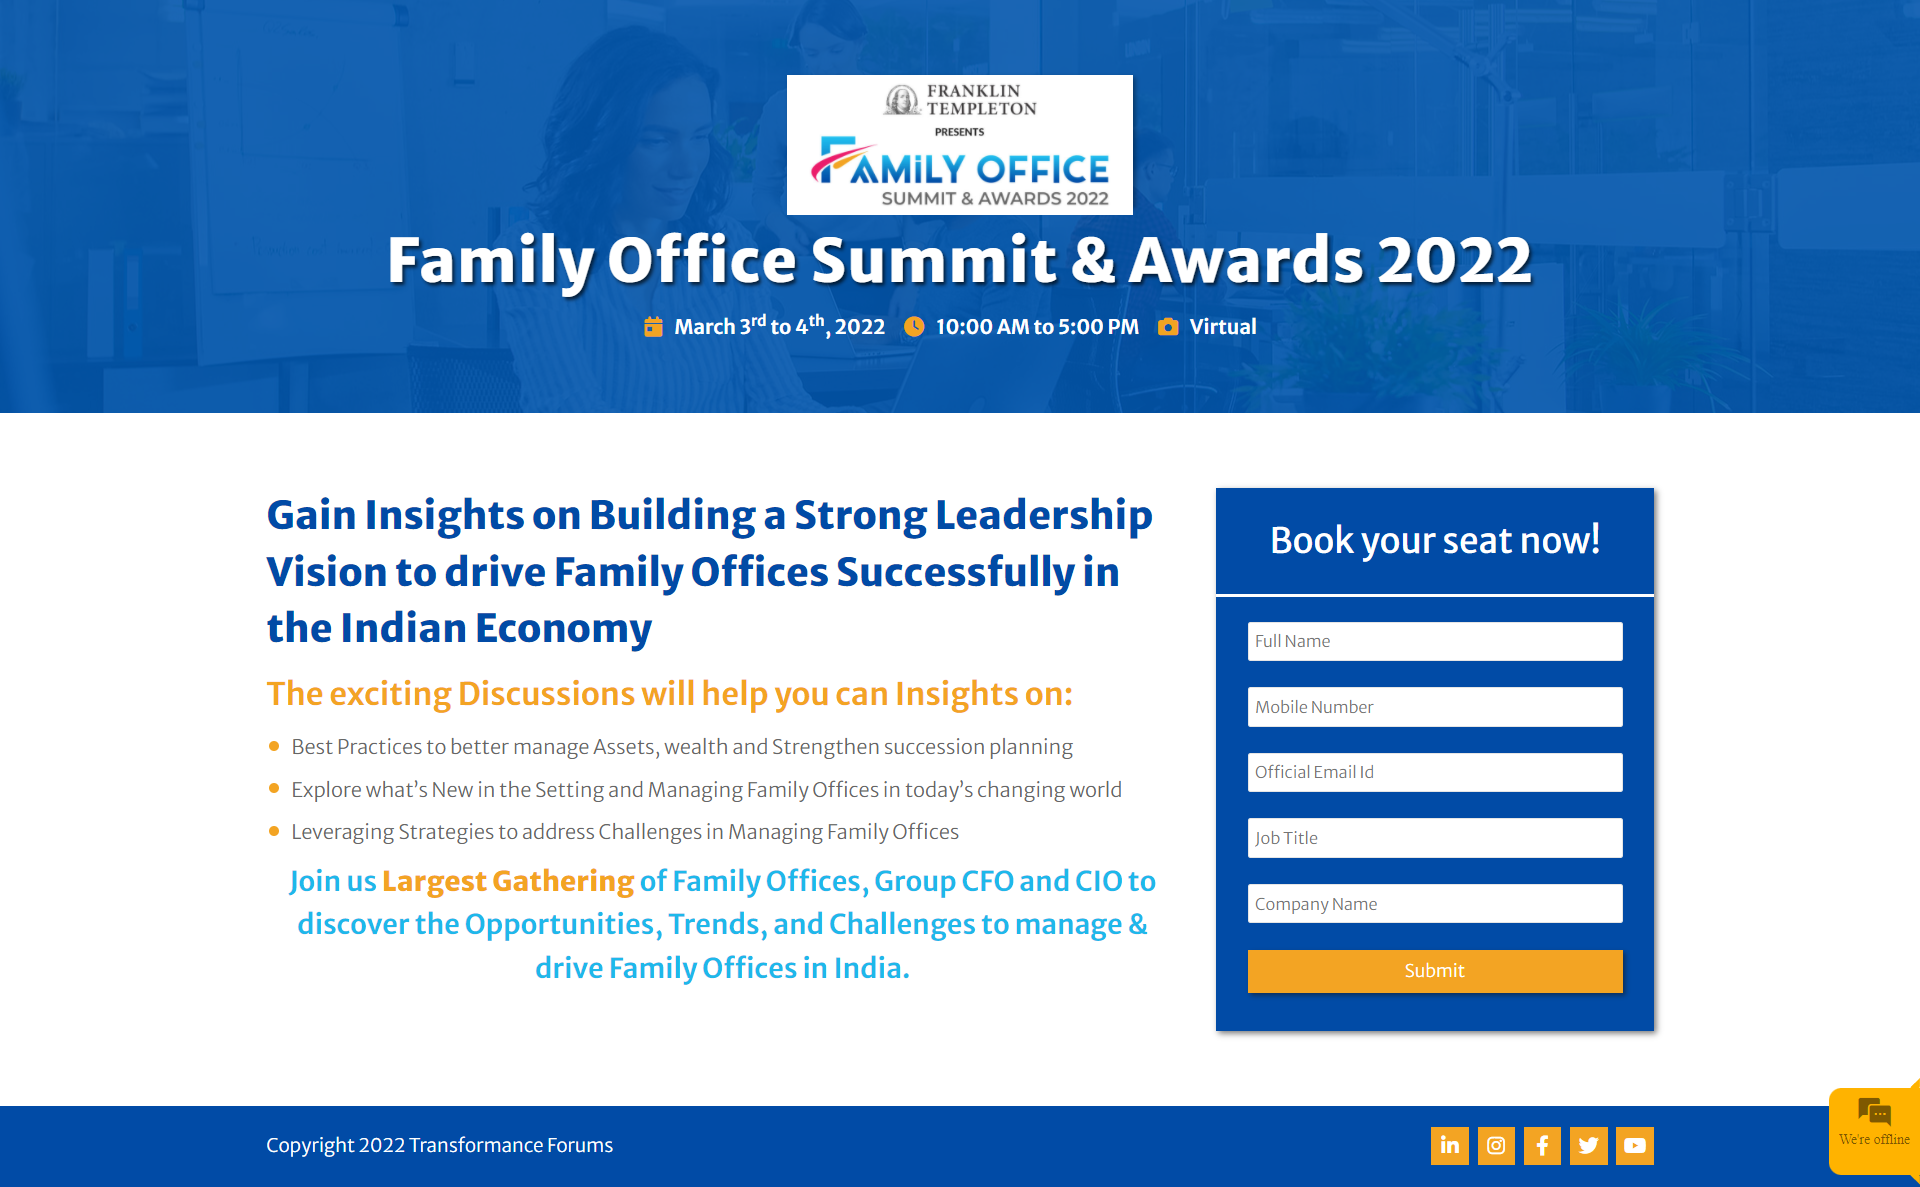 FRANKLIN
TEMPLETON
PRESENTS
FAMiLY OFFICE
SUMMIT & AWARDS 2022
Family Office Summit & Awards 2022
March 3rd to 4th, 2022 10:00 AM to 5:00 PM Virtual
Gain Insights on Building a Strong Leadership
Vision to drive Family Offices Successfully in
the Indian Economy
The exciting Discussions will help you can Insights on:
Best Practices to better manage Assets, wealth and Strengthen succession planning
Explore what’s New in the Setting and Managing Family Offices in today’s changing world
Leveraging Strategies to address Challenges in Managing Family Offices
Join us Largest Gathering of Family Offices, Group CFO and CIO to
discover the Opportunities, Trends, and Challenges to manage &
drive Family Offices in India.
Book your seat now!
Full Name
Mobile Number
Official Email Id
Job Title
Company Name
Submit
We're offline
Copyright 2022 Transformance Forums